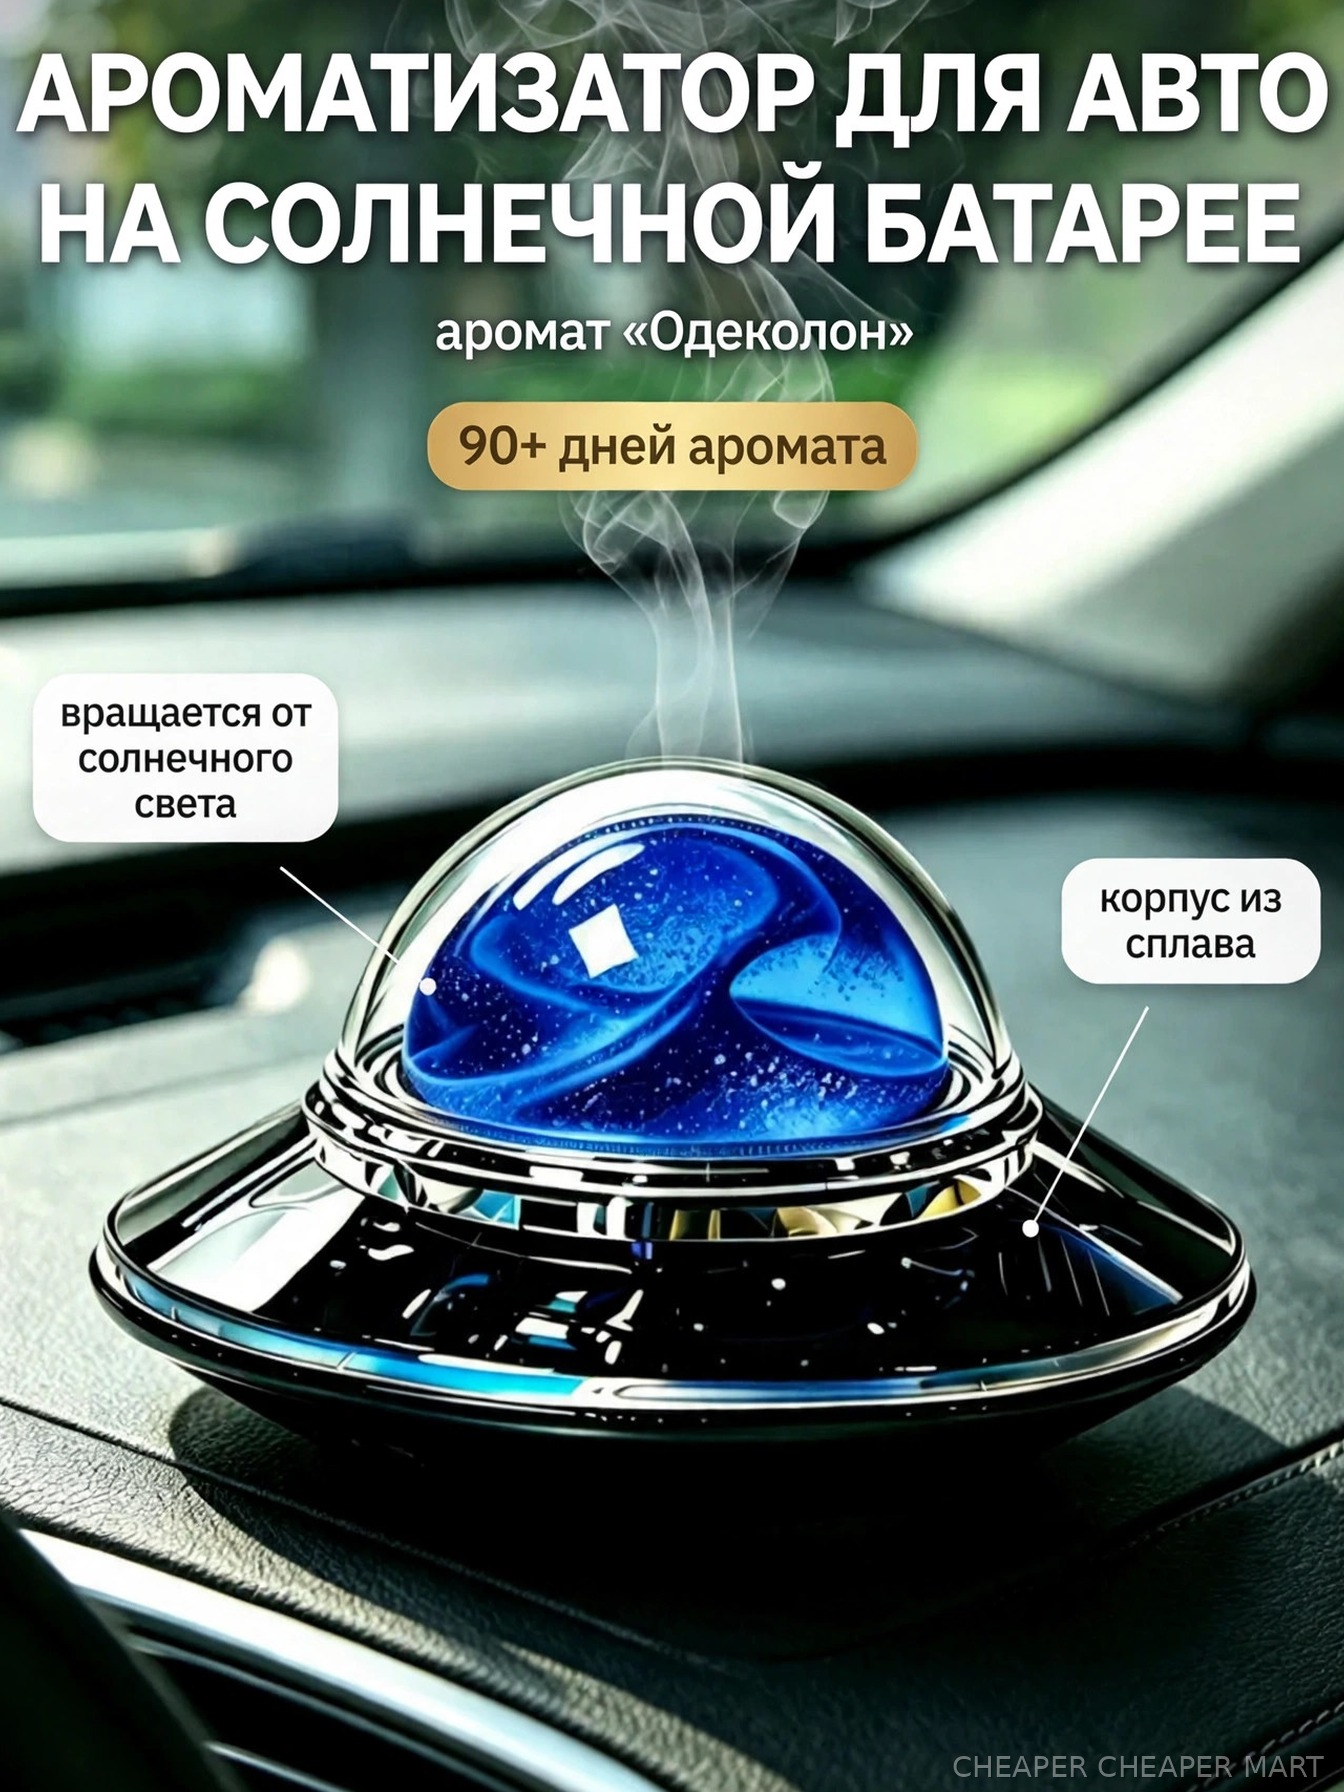 АРОМАТИЗАТОР ДЛЯ АВТО
НА СОЛНЕЧНОЙ БАТАРЕЕ
аромат «Одеколон»
90+ дней аромата
вращается от
солнечного
света
корпус из
сплава
CHEAPER CHEAPER MART